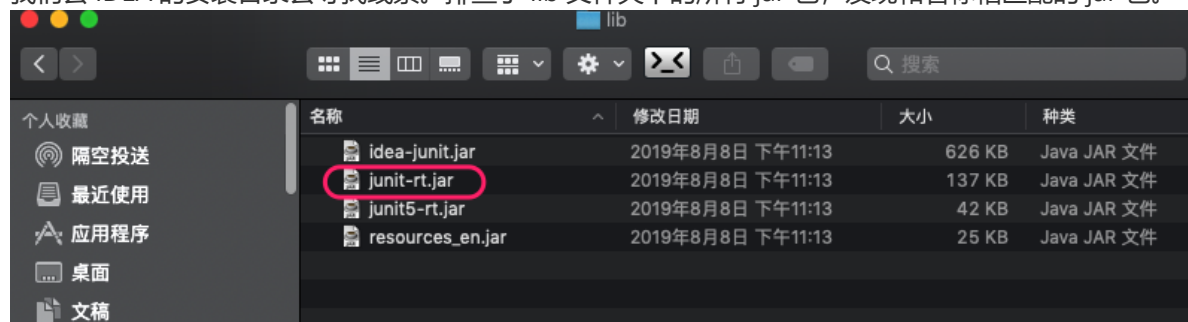 lib
搜索
个人收藏
隔空投送
最近使用
应用程序
桌面
文稿
名称 修改日期 大小 种类
idea-junit.jar 2019年8月8日 下午11:13 626 KB Java JAR 文件
junit-rt.jar 2019年8月8日 下午11:13 137 KB Java JAR 文件
junit5-rt.jar 2019年8月8日 下午11:13 42 KB Java JAR 文件
resources_en.jar 2019年8月8日 下午11:13 25 KB Java JAR 文件